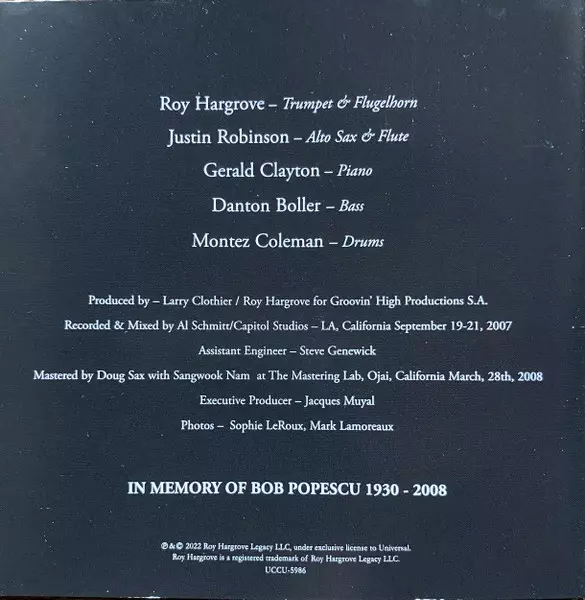 Roy Hargrove – Trumpet & Flugelhorn
Justin Robinson – Alto Sax & Flute
Gerald Clayton – Piano
Danton Boller – Bass
Montez Coleman – Drums
Produced by – Larry Clothier / Roy Hargrove for Groovin' High Productions S.A.
Recorded & Mixed by Al Schmitt/Capitol Studios – LA, California September 19-21, 2007
Assistant Engineer – Steve Genewick
Mastered by Doug Sax with Sangwook Nam at The Mastering Lab, Ojai, California March, 28th, 2008
Executive Producer – Jacques Muyal
Photos – Sophie LeRoux, Mark Lamoreaux
IN MEMORY OF BOB POPESCU 1930 - 2008
℗ & © 2022 Roy Hargrove Legacy LLC, under exclusive license to Universal.
Roy Hargrove is a registered trademark of Roy Hargrove Legacy LLC.
UCCU-5986